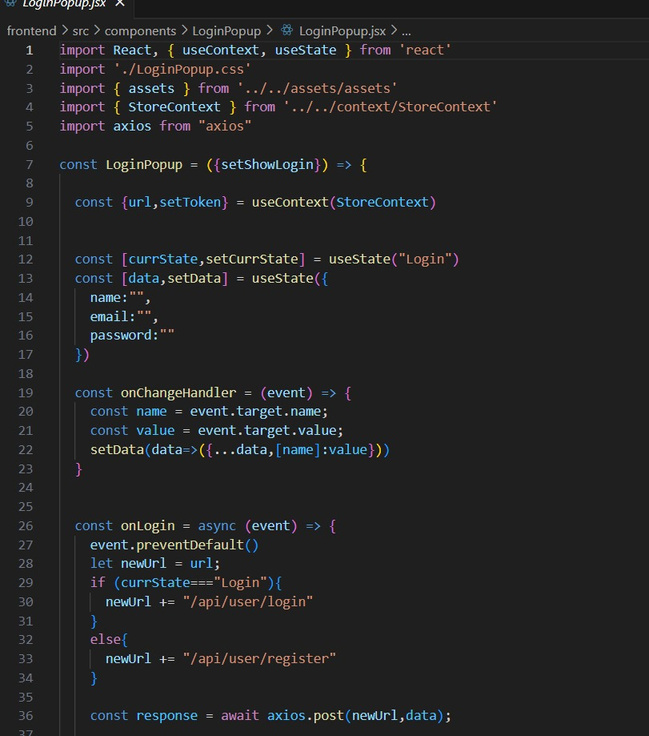 LoginPopup.jsx ×
frontend > src > components > LoginPopup > LoginPopup.jsx > ...
1 import React, { useContext, useState } from 'react'
2 import './LoginPopup.css'
3 import { assets } from '../../assets/assets'
4 import { StoreContext } from '../../context/StoreContext'
5 import axios from "axios"
6
7 const LoginPopup = ({setShowLogin}) => {
8
9 const {url,setToken} = useContext(StoreContext)
10
11
12 const [currState,setCurrState] = useState("Login")
13 const [data,setData] = useState({
14 name:"",
15 email:"",
16 password:""
17 })
18
19 const onChangeHandler = (event) => {
20 const name = event.target.name;
21 const value = event.target.value;
22 setData(data=>({...data,[name]:value}))
23 }
24
25
26 const onLogin = async (event) => {
27 event.preventDefault()
28 let newUrl = url;
29 if (currState==="Login"){
30 newUrl += "/api/user/login"
31 }
32 else{
33 newUrl += "/api/user/register"
34 }
35
36 const response = await axios.post(newUrl,data);
37